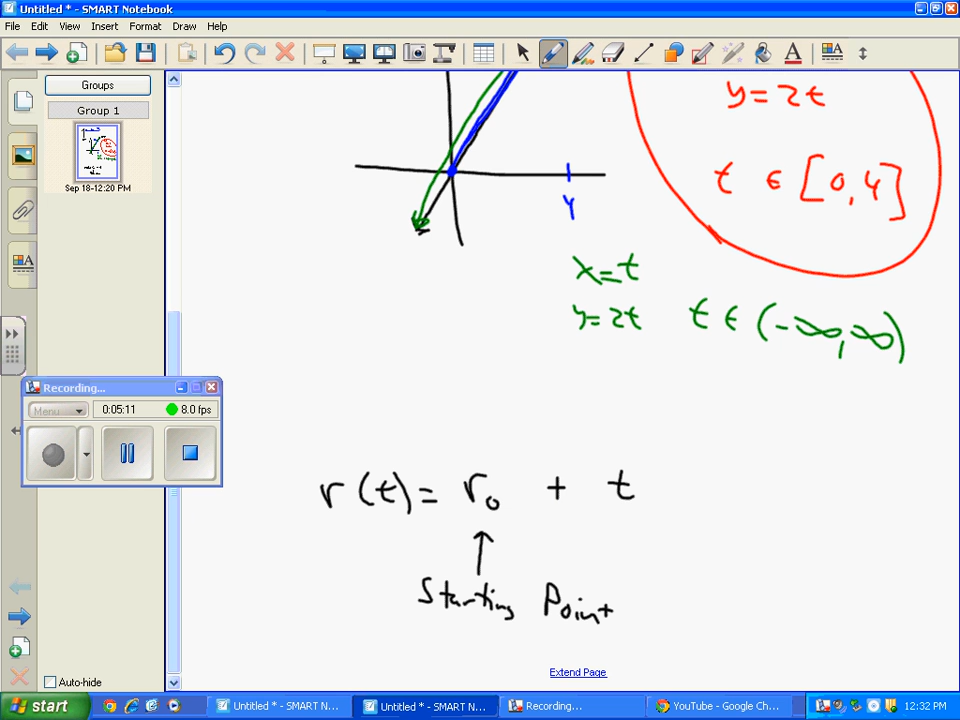 Untitled * - SMART Notebook
File Edit View Insert Format Draw Help
Groups
Group 1
Sep 18-12:20 PM
y = 2t
t ∈ [0,4]
4
x = t
y = 2t t ∈ (-∞,∞)
Recording...
Menu 0:05:11 8.0 fps
r(t) = r₀ + t
Starting Point
Extend Page
Auto-hide
start Untitled * - SMART N... Untitled * - SMART N... Recording... YouTube - Google Ch... 12:32 PM